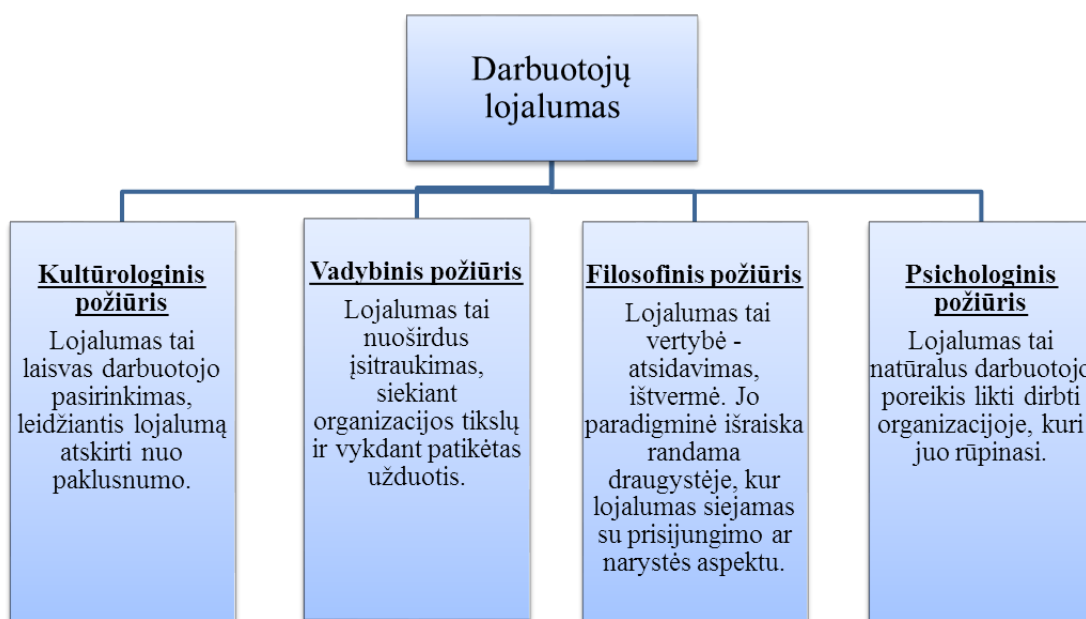 Darbuotojų
lojalumas
Kultūrologinis
požiūris
Lojalumas tai
laisvas darbuotojo
pasirinkimas,
leidžiantis lojalumą
atskirti nuo
paklusnumo.
Vadybinis požiūris
Lojalumas tai
nuoširdus
įsitraukimas,
siekiant
organizacijos tikslų
ir vykdant patikėtas
užduotis.
Filosofinis požiūris
Lojalumas tai
vertybė -
atsidavimas,
ištvermė. Jo
paradigminė išraiška
randama
draugystėje, kur
lojalumas siejamas
su prisijungimo ar
narystės aspektu.
Psichologinis
požiūris
Lojalumas tai
natūralus darbuotojo
poreikis likti dirbti
organizacijoje, kuri
juo rūpinasi.